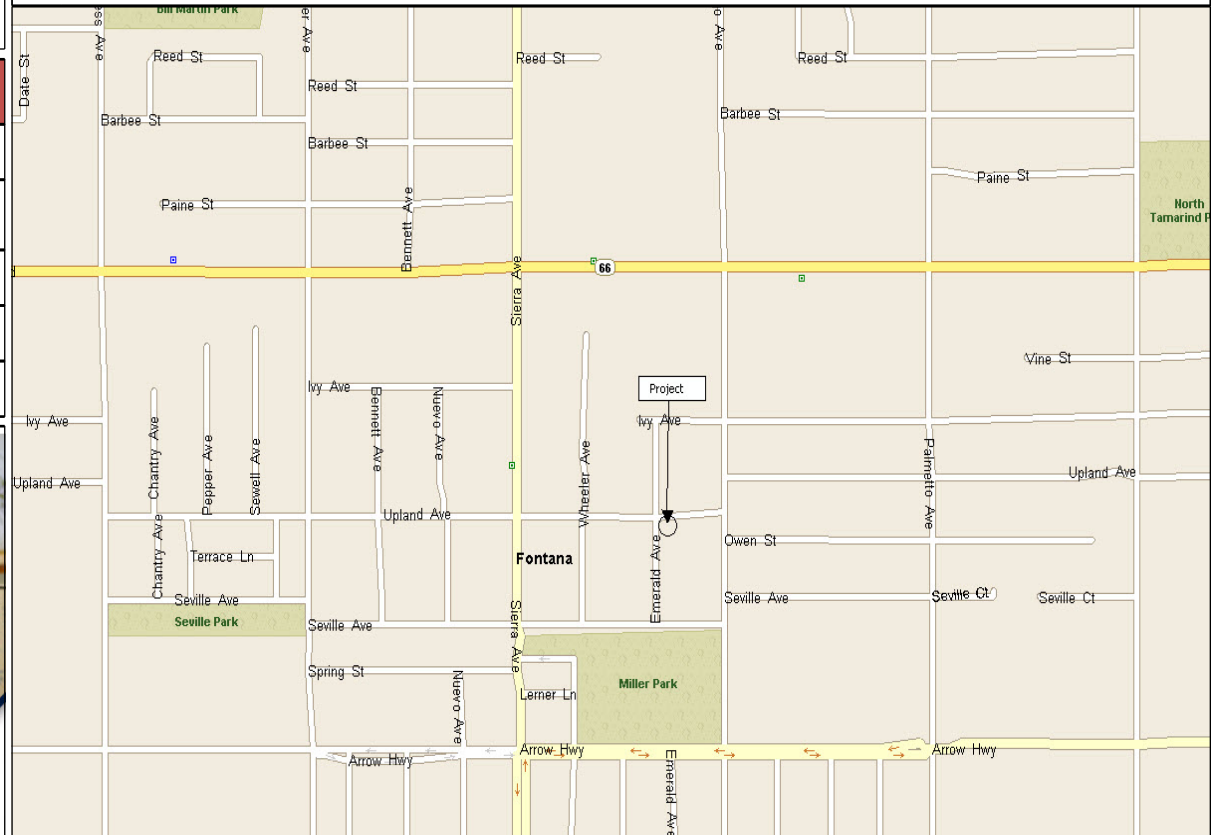 Bill Martin Park
ess Ave
er Ave
o Ave
Date St
Reed St
Reed St
Reed St
Reed St
Barbee St
Barbee St
Barbee St
Paine St
Paine St
Bennett Ave
North
Tamarind P
Sierra Ave
66
Vine St
Ivy Ave
Project
Ivy Ave
Ivy Ave
Bennett Ave
Nuevo Ave
Chantry Ave
Pepper Ave
Sewell Ave
Wheeler Ave
Palmetto Ave
Upland Ave
Upland Ave
Upland Ave
Chantry Ave
Terrace Ln
Fontana
Emerald Ave
Owen St
Seville Ave
Seville Ave
Seville Ct
Seville Ct
Seville Park
Seville Ave
Sierra Ave
Spring St
Nuevo Ave
Lerner Ln
Miller Park
Arrow Hwy
Arrow Hwy
Arrow Hwy
Emerald Ave